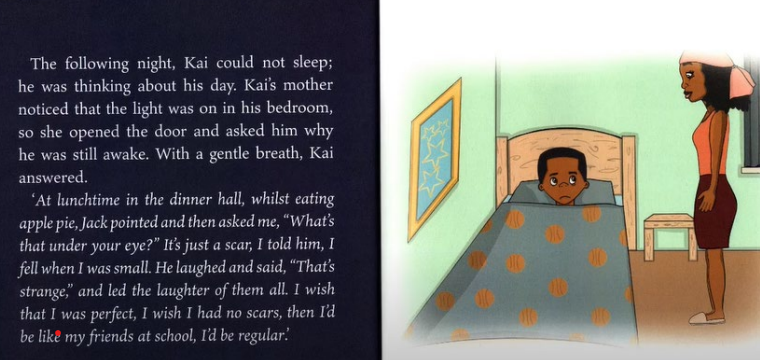 The following night, Kai could not sleep;
he was thinking about his day. Kai's mother
noticed that the light was on in his bedroom,
so she opened the door and asked him why
he was still awake. With a gentle breath, Kai
answered.
'At lunchtime in the dinner hall, whilst eating
apple pie, Jack pointed and then asked me, "What's
that under your eye?" It's just a scar, I told him, I
fell when I was small. He laughed and said, "That's
strange," and led the laughter of them all. I wish
that I was perfect, I wish I had no scars, then I'd
be like my friends at school, I'd be regular.'